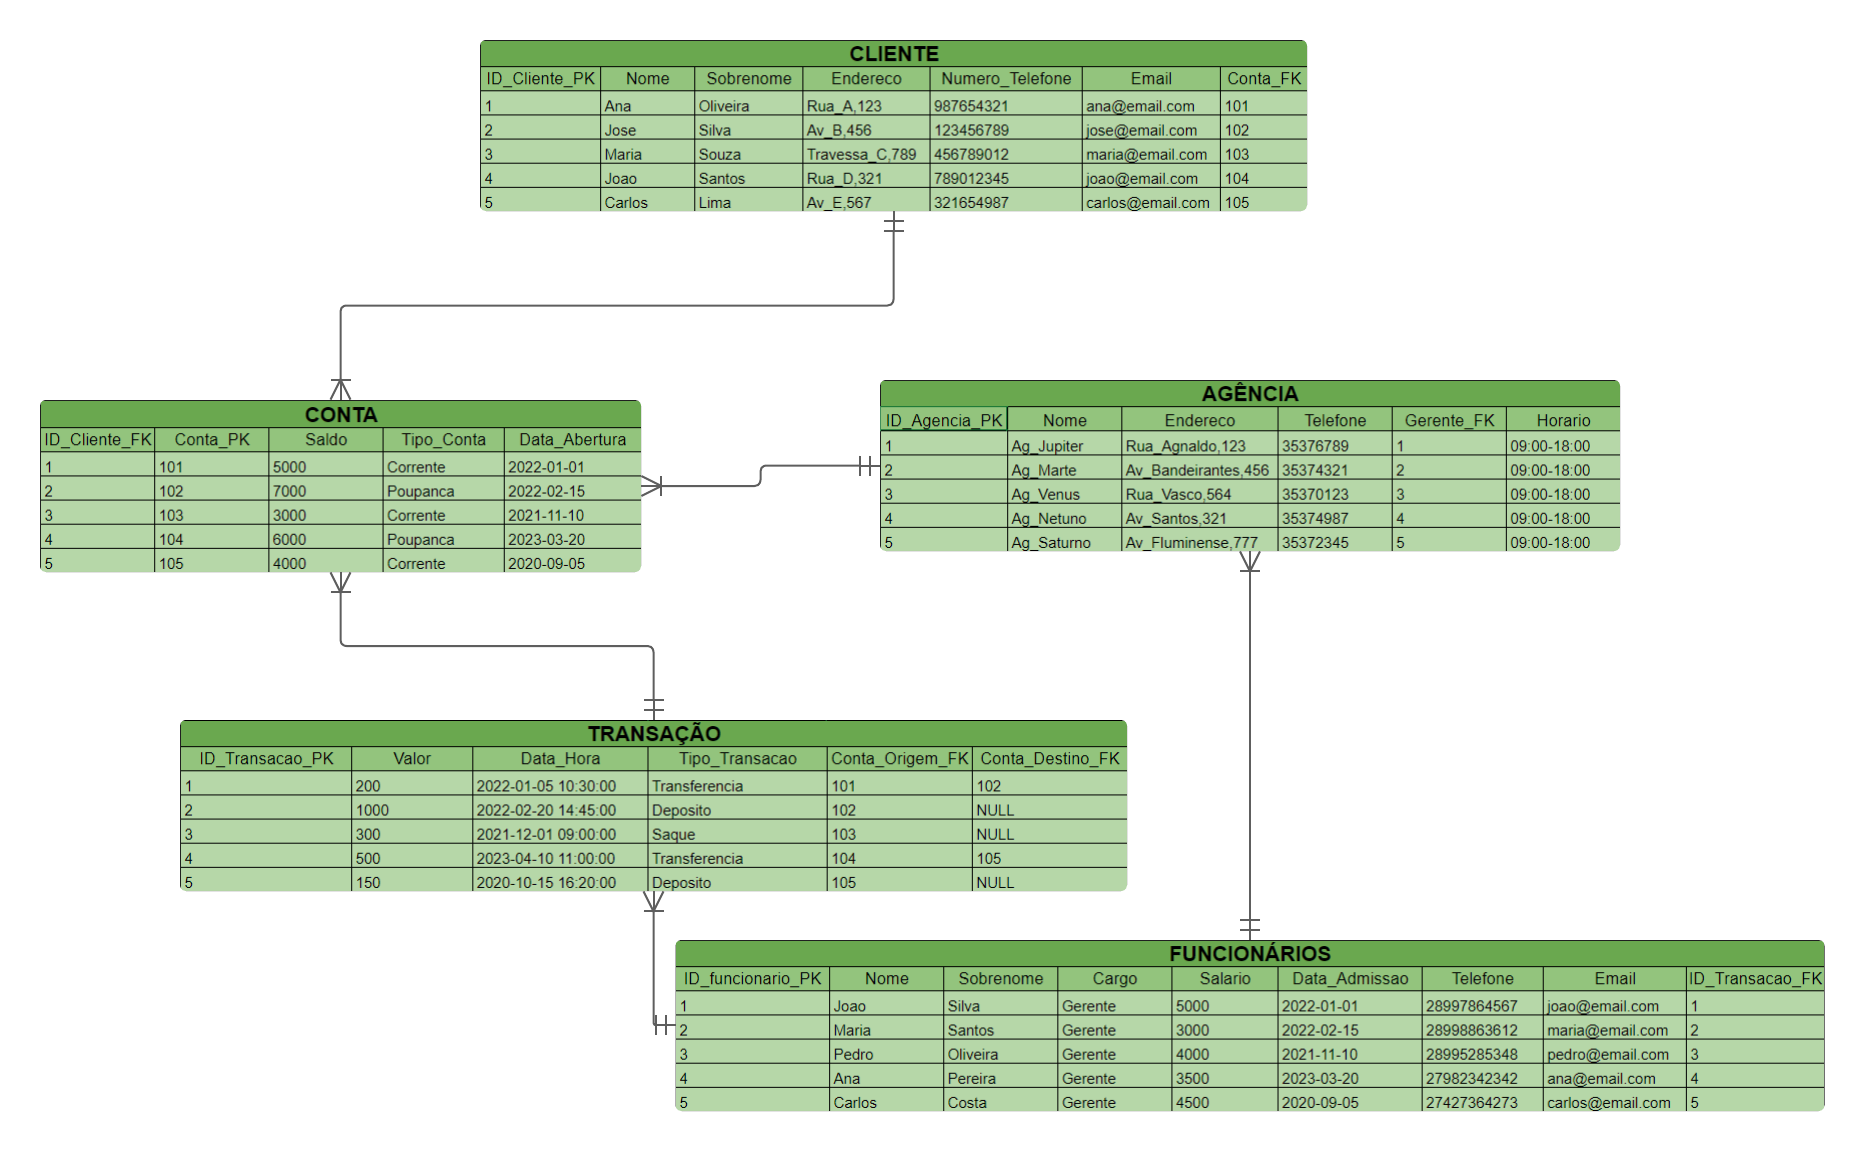 CLIENTE
ID_Cliente_PK Nome Sobrenome Endereco Numero_Telefone Email Conta_FK
1 Ana Oliveira Rua_A,123 987654321 ana@email.com 101
2 Jose Silva Av_B,456 123456789 jose@email.com 102
3 Maria Souza Travessa_C,789 456789012 maria@email.com 103
4 Joao Santos Rua_D,321 789012345 joao@email.com 104
5 Carlos Lima Av_E,567 321654987 carlos@email.com 105
CONTA
ID_Cliente_FK Conta_PK Saldo Tipo_Conta Data_Abertura
1 101 5000 Corrente 2022-01-01
2 102 7000 Poupanca 2022-02-15
3 103 3000 Corrente 2021-11-10
4 104 6000 Poupanca 2023-03-20
5 105 4000 Corrente 2020-09-05
AGÊNCIA
ID_Agencia_PK Nome Endereco Telefone Gerente_FK Horario
1 Ag_Jupiter Rua_Agnaldo,123 35376789 1 09:00-18:00
2 Ag_Marte Av_Bandeirantes,456 35374321 2 09:00-18:00
3 Ag_Venus Rua_Vasco,564 35370123 3 09:00-18:00
4 Ag_Netuno Av_Santos,321 35374987 4 09:00-18:00
5 Ag_Saturno Av_Fluminense,777 35372345 5 09:00-18:00
TRANSAÇÃO
ID_Transacao_PK Valor Data_Hora Tipo_Transacao Conta_Origem_FK Conta_Destino_FK
1 200 2022-01-05 10:30:00 Transferencia 101 102
2 1000 2022-02-20 14:45:00 Deposito 102 NULL
3 300 2021-12-01 09:00:00 Saque 103 NULL
4 500 2023-04-10 11:00:00 Transferencia 104 105
5 150 2020-10-15 16:20:00 Deposito 105 NULL
FUNCIONÁRIOS
ID_funcionario_PK Nome Sobrenome Cargo Salario Data_Admissao Telefone Email ID_Transacao_FK
1 Joao Silva Gerente 5000 2022-01-01 28997864567 joao@email.com 1
2 Maria Santos Gerente 3000 2022-02-15 28998863612 maria@email.com 2
3 Pedro Oliveira Gerente 4000 2021-11-10 28995285348 pedro@email.com 3
4 Ana Pereira Gerente 3500 2023-03-20 27982342342 ana@email.com 4
5 Carlos Costa Gerente 4500 2020-09-05 27427364273 carlos@email.com 5